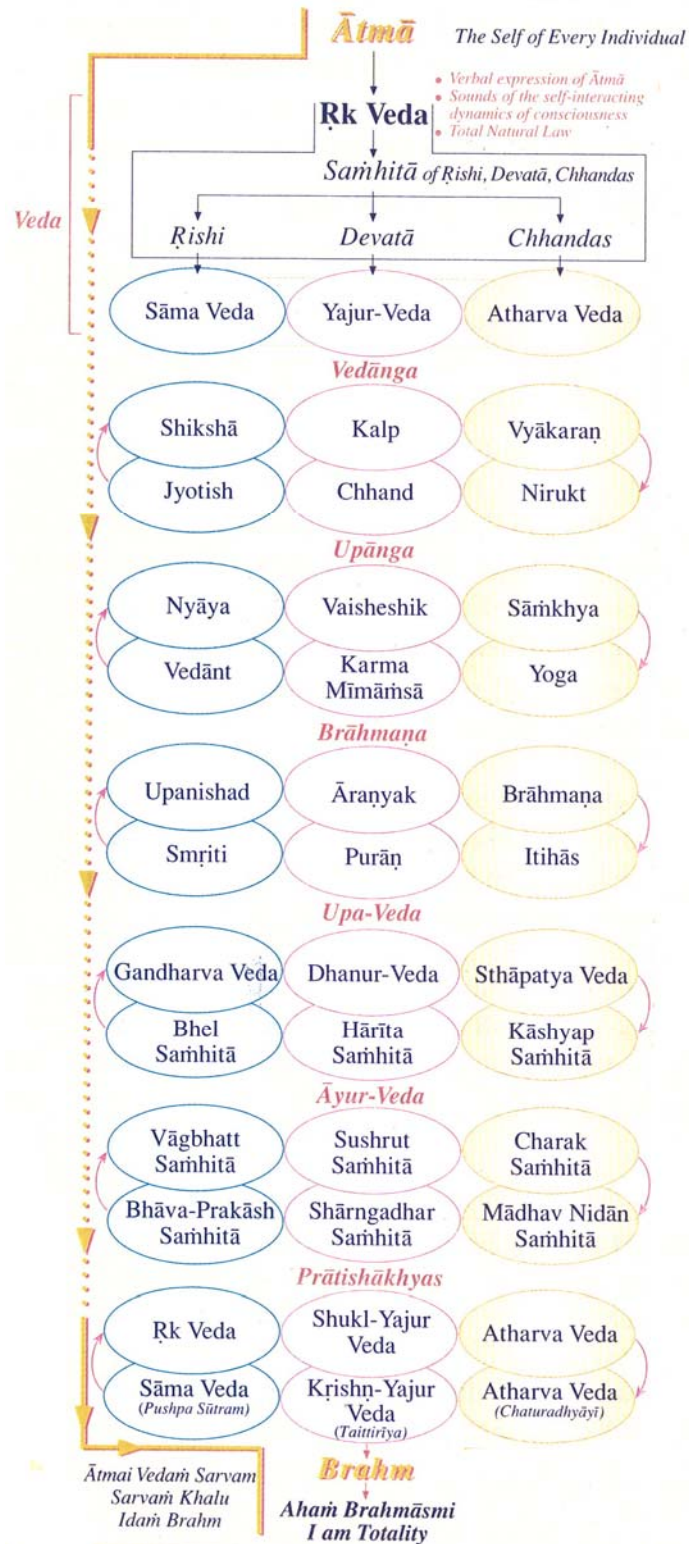 Ātmā
The Self of Every Individual
• Verbal expression of Ātmā
• Sounds of the self-interacting
dynamics of consciousness
• Total Natural Law
Ṛk Veda
Saṁhitā of Ṛishi, Devatā, Chhandas
Veda
Ṛishi Devatā Chhandas
Sāma Veda Yajur-Veda Atharva Veda
Vedānga
Shikshā Kalp Vyākaraṇ
Jyotish Chhand Nirukt
Upānga
Nyāya Vaisheshik Sāṁkhya
Vedānt Karma Yoga
Mīmāṁsā
Brāhmaṇa
Upanishad Āraṇyak Brāhmaṇa
Smṛiti Purāṇ Itihās
Upa-Veda
Gandharva Veda Dhanur-Veda Sthāpatya Veda
Bhel Hārīta Kāshyap
Saṁhitā Saṁhitā Saṁhitā
Āyur-Veda
Vāgbhatt Sushrut Charak
Saṁhitā Saṁhitā Saṁhitā
Bhāva-Prakāsh Shārngadhar Mādhav Nidān
Saṁhitā Saṁhitā Saṁhitā
Prātishākhyas
Ṛk Veda Shukl-Yajur Atharva Veda
Veda
Sāma Veda Kṛishṇ-Yajur Atharva Veda
(Pushpa Sūtram) Veda (Chaturadhyāyī)
(Taittirīya)
Ātmai Vedaṁ Sarvam
Sarvaṁ Khalu
Idaṁ Brahm
Brahm
Ahaṁ Brahmāsmi
I am Totality